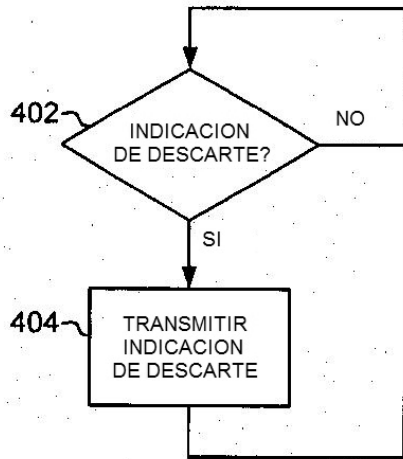 402
INDICACION
DE DESCARTE?
NO
SI
404
TRANSMITIR
INDICACION
DE DESCARTE